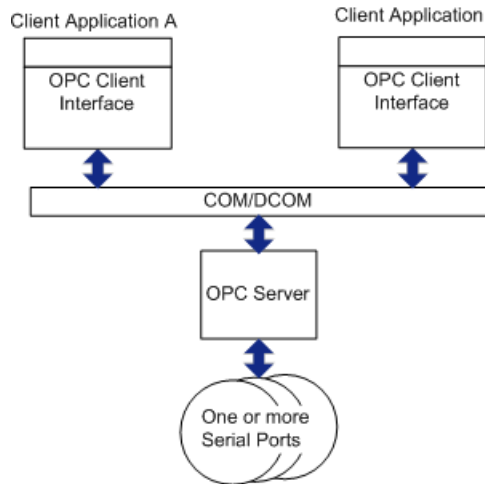 Client Application A
Client Application
OPC Client
Interface
OPC Client
Interface
COM/DCOM
OPC Server
One or more
Serial Ports